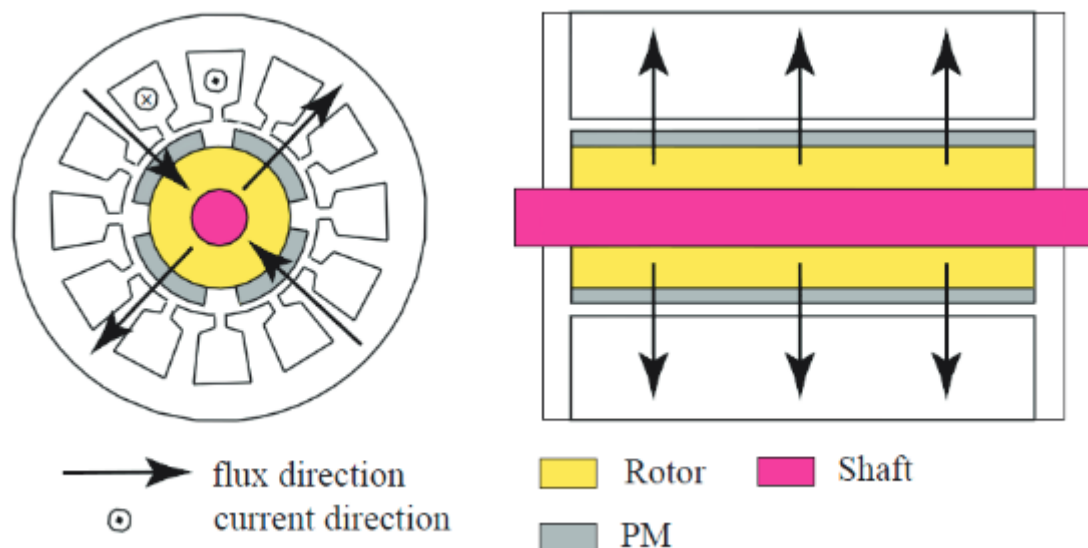 x
flux direction
current direction
Rotor
Shaft
PM